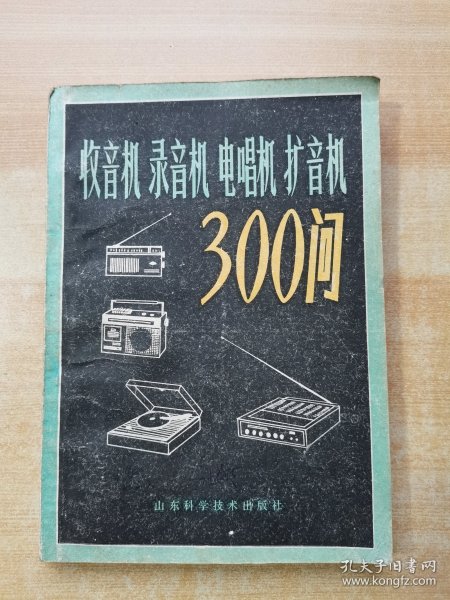 收音机 录音机 电唱机 扩音机
300问
山东科学技术出版社
孔夫子旧书网
www.kongfz.com